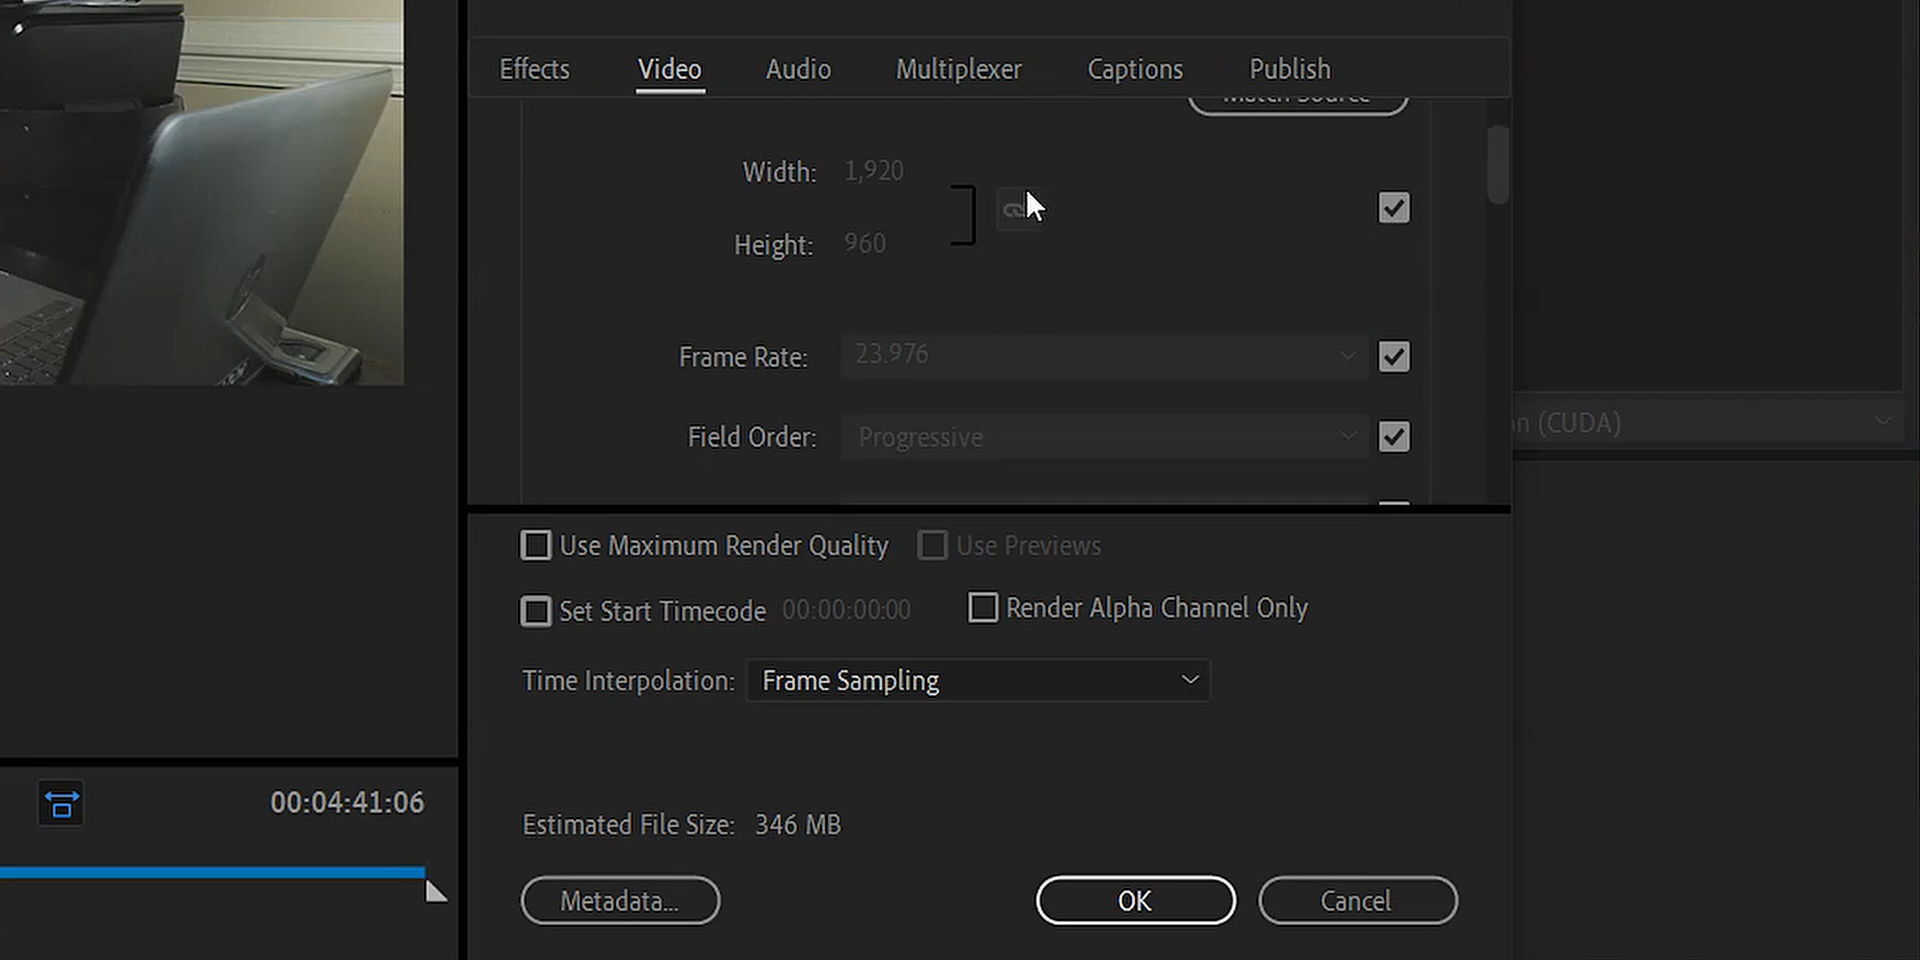 Effects Video Audio Multiplexer Captions Publish
Match Source
Width: 1,920
Height: 960
Frame Rate: 23.976
Field Order: Progressive
n (CUDA)
Use Maximum Render Quality Use Previews
Set Start Timecode 00:00:00:00 Render Alpha Channel Only
Time Interpolation: Frame Sampling
00:04:41:06
Estimated File Size: 346 MB
Metadata... OK Cancel